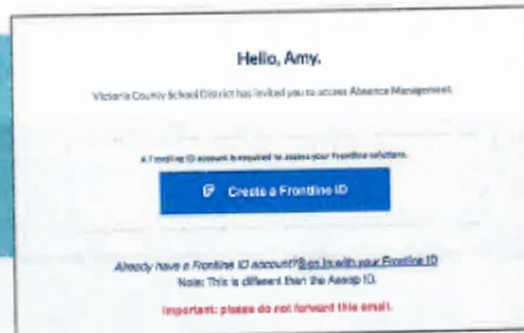 Hello, Amy.
Victoria County School District has invited you to access Absence Management.
A Frontline ID account is required to access your Frontline solutions.
Create a Frontline ID
Already have a Frontline ID account? Sign In with your Frontline ID
Note: This is different than the Aesop ID.
Important: please do not forward this email.